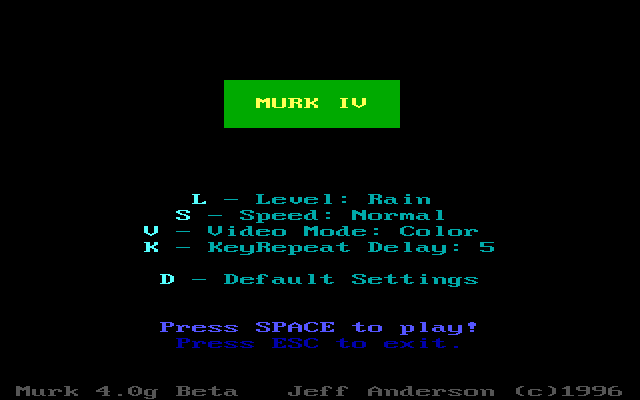 MURK IV
L - Level: Rain
S - Speed: Normal
V - Video Mode: Color
K - KeyRepeat Delay: 5
D - Default Settings
Press SPACE to play!
Press ESC to exit.
Murk 4.0g Beta   Jeff Anderson (c)1996